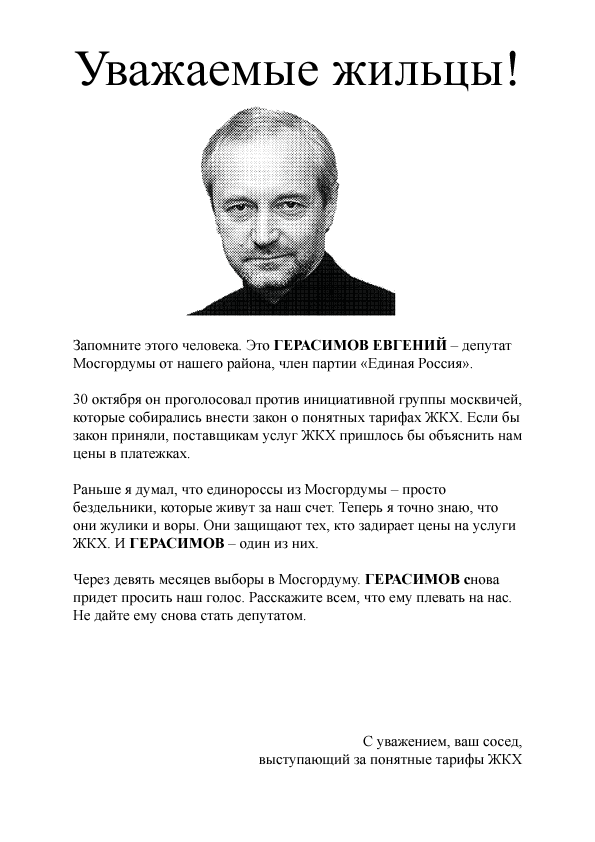 Уважаемые жильцы!
Запомните этого человека. Это ГЕРАСИМОВ ЕВГЕНИЙ – депутат
Мосгордумы от нашего района, член партии «Единая Россия».
30 октября он проголосовал против инициативной группы москвичей,
которые собирались внести закон о понятных тарифах ЖКХ. Если бы
закон приняли, поставщикам услуг ЖКХ пришлось бы объяснить нам
цены в платежках.
Раньше я думал, что единороссы из Мосгордумы – просто
бездельники, которые живут за наш счет. Теперь я точно знаю, что
они жулики и воры. Они защищают тех, кто задирает цены на услуги
ЖКХ. И ГЕРАСИМОВ – один из них.
Через девять месяцев выборы в Мосгордуму. ГЕРАСИМОВ снова
придет просить наш голос. Расскажите всем, что ему плевать на нас.
Не дайте ему снова стать депутатом.
С уважением, ваш сосед,
выступающий за понятные тарифы ЖКХ